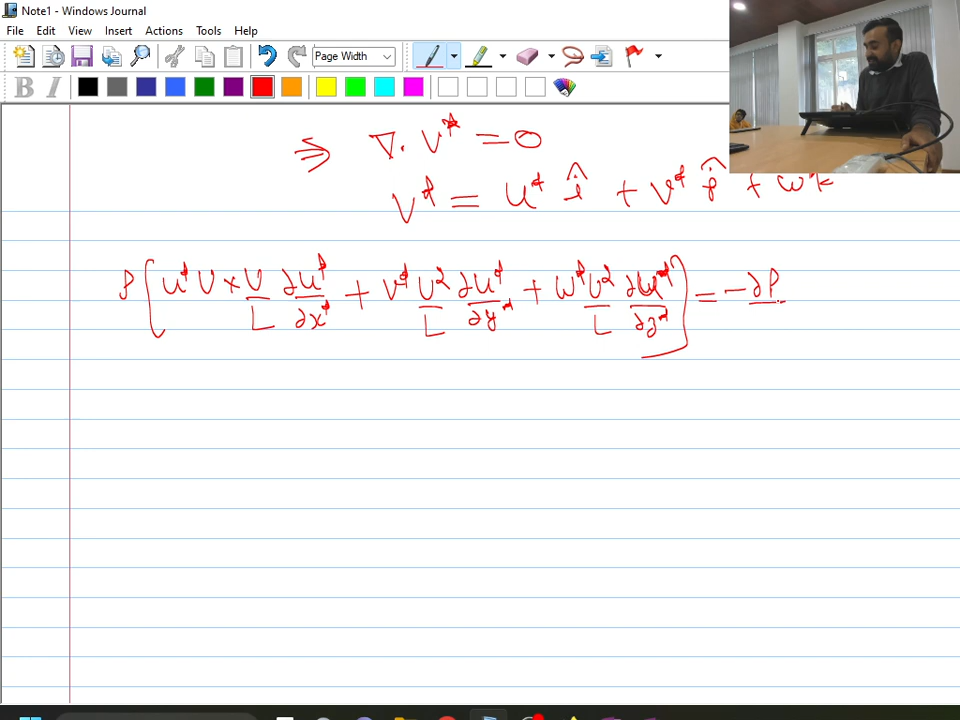 Note1 - Windows Journal
File Edit View Insert Actions Tools Help
Page Width
B i
⇒ ∇. V* = 0
V* = u* î + v* ĵ + w* k
ρ [ u* U × U/L ∂u*/∂x* + v* U²/L ∂u*/∂y* + w* U²/L ∂u*/∂z* ] = -∂P